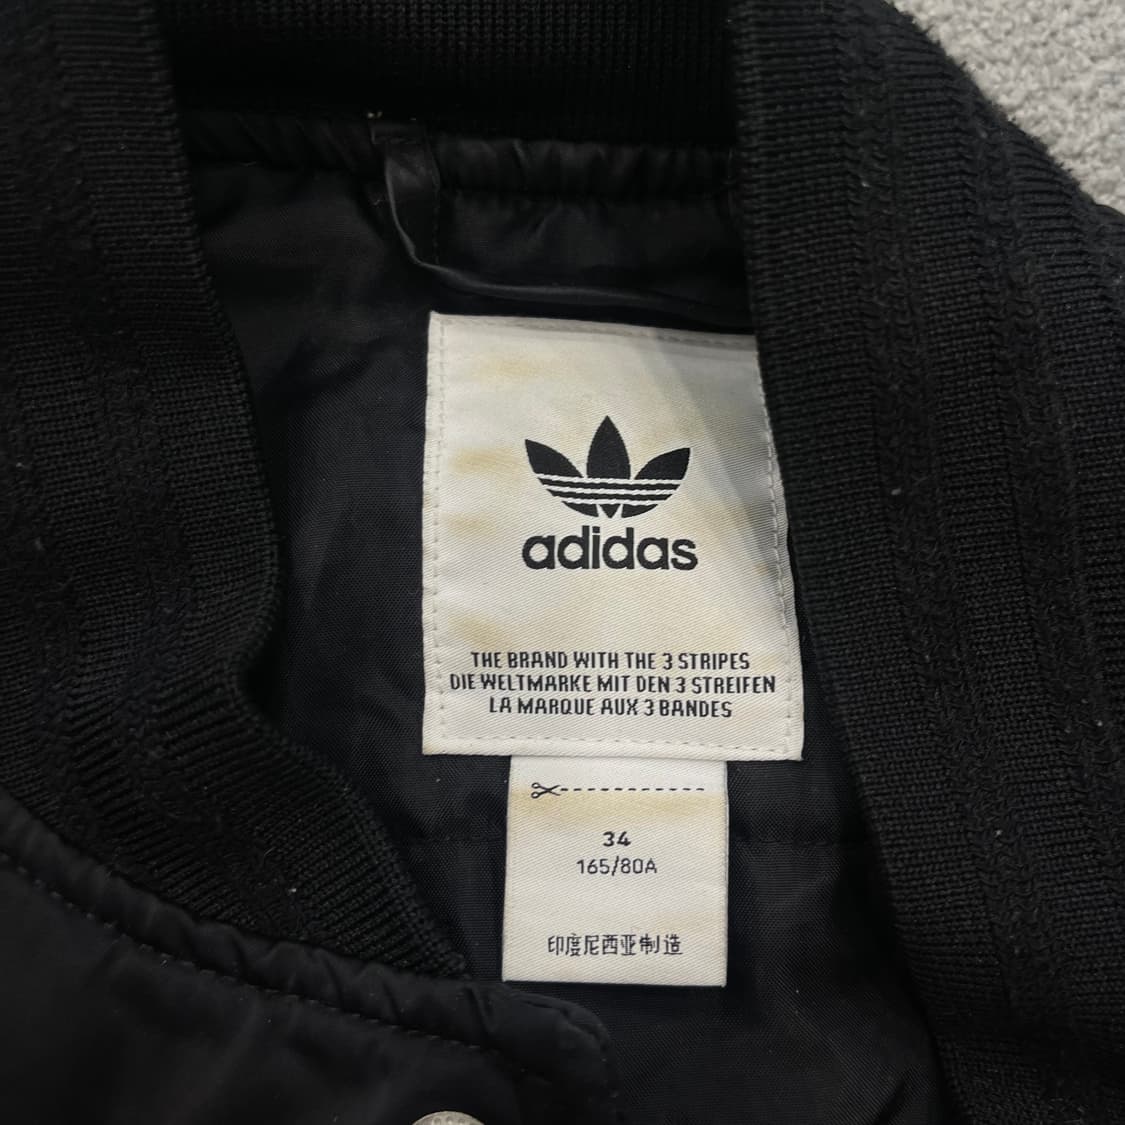 adidas
THE BRAND WITH THE 3 STRIPES
DIE WELTMARKE MIT DEN 3 STREIFEN
LA MARQUE AUX 3 BANDES
34
165/80A
印度尼西亚制造